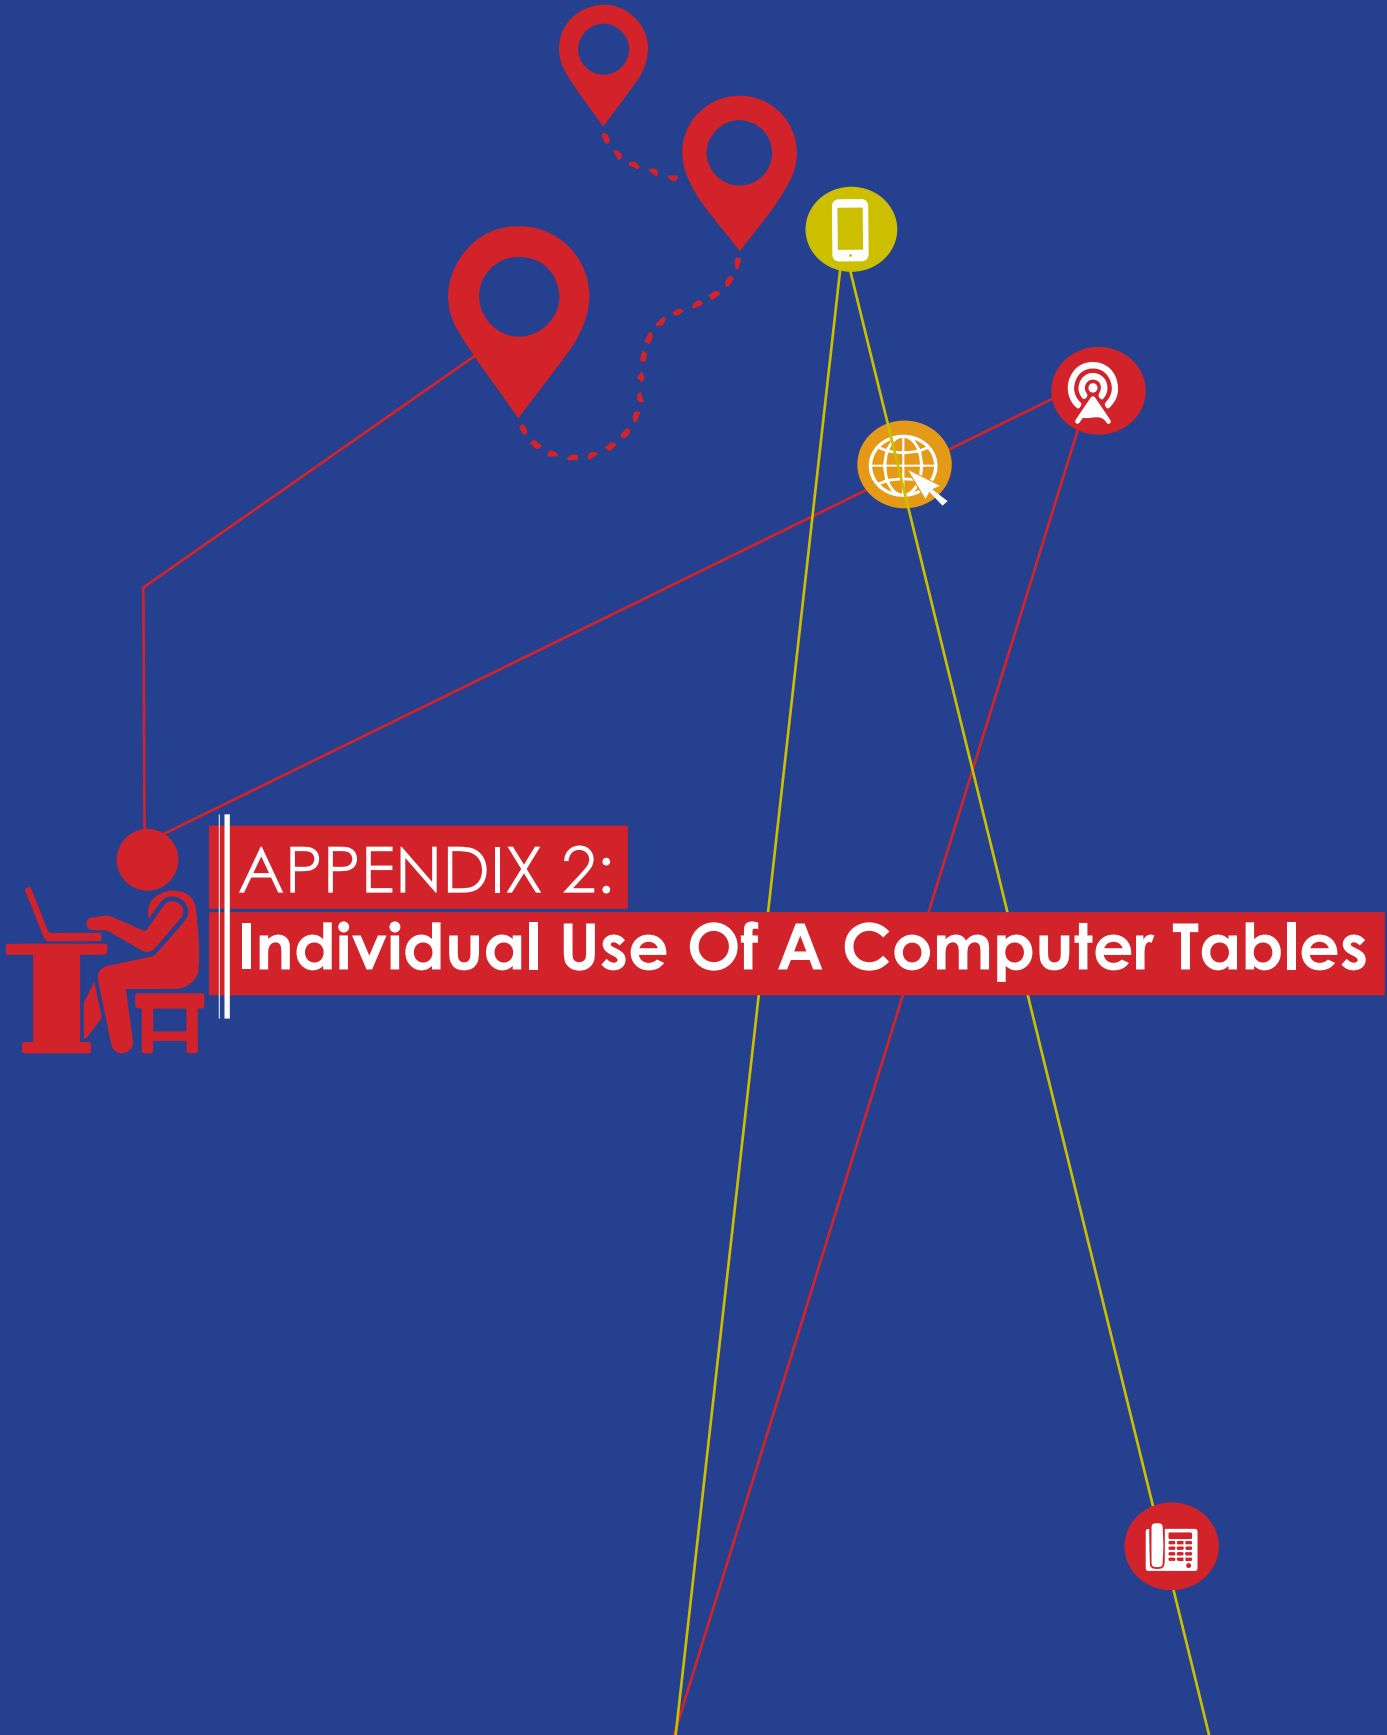 APPENDIX 2:
Individual Use Of A Computer Tables